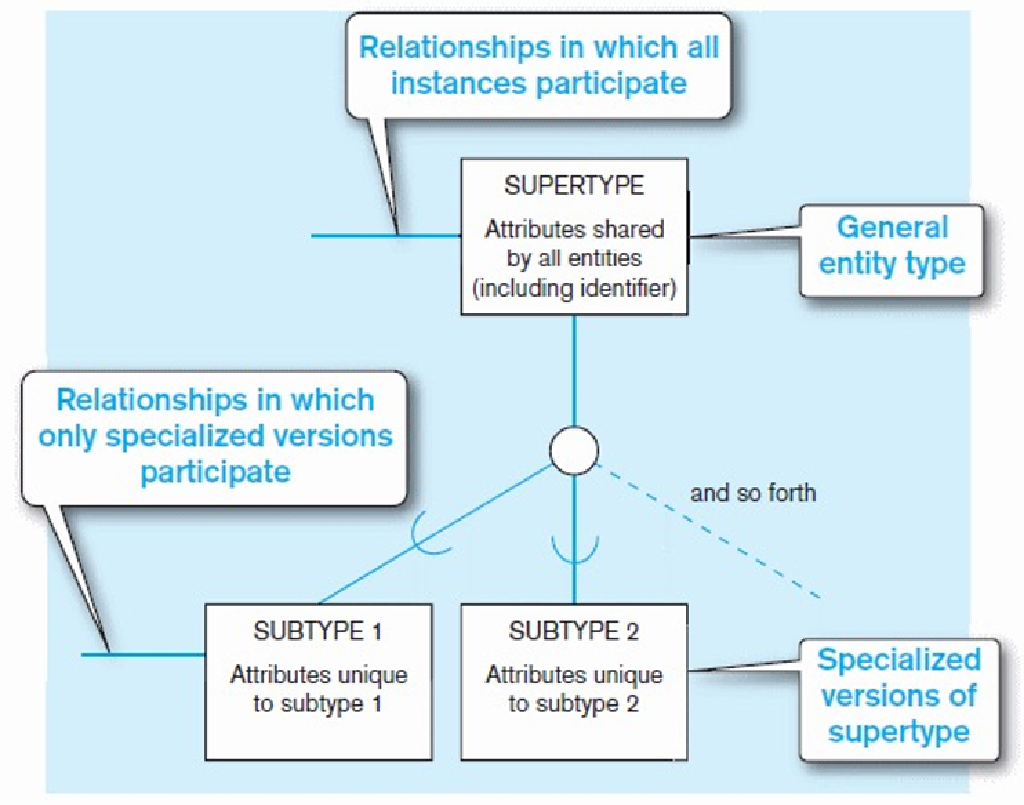 Relationships in which all
instances participate
SUPERTYPE
Attributes shared
by all entities
(including identifier)
General
entity type
Relationships in which
only specialized versions
participate
and so forth
SUBTYPE 1
Attributes unique
to subtype 1
SUBTYPE 2
Attributes unique
to subtype 2
Specialized
versions of
supertype